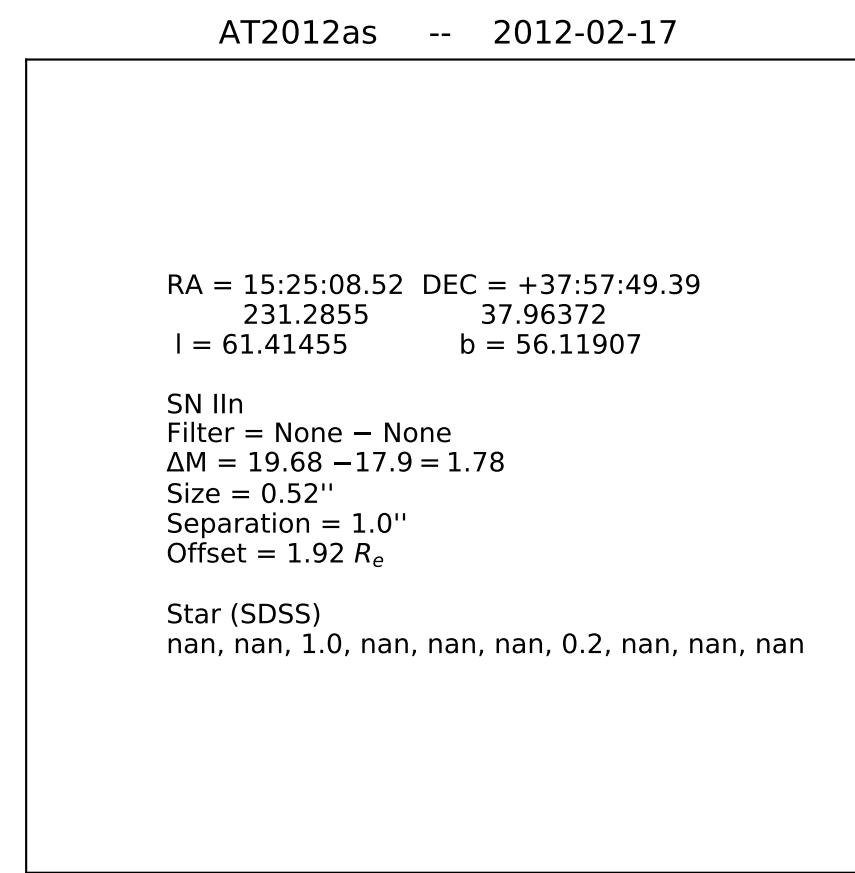 AT2012as -- 2012-02-17
RA = 15:25:08.52 DEC = +37:57:49.39
231.2855 37.96372
l = 61.41455 b = 56.11907
SN IIn
Filter = None − None
ΔM = 19.68 −17.9 = 1.78
Size = 0.52''
Separation = 1.0''
Offset = 1.92 Re
Star (SDSS)
nan, nan, 1.0, nan, nan, nan, 0.2, nan, nan, nan